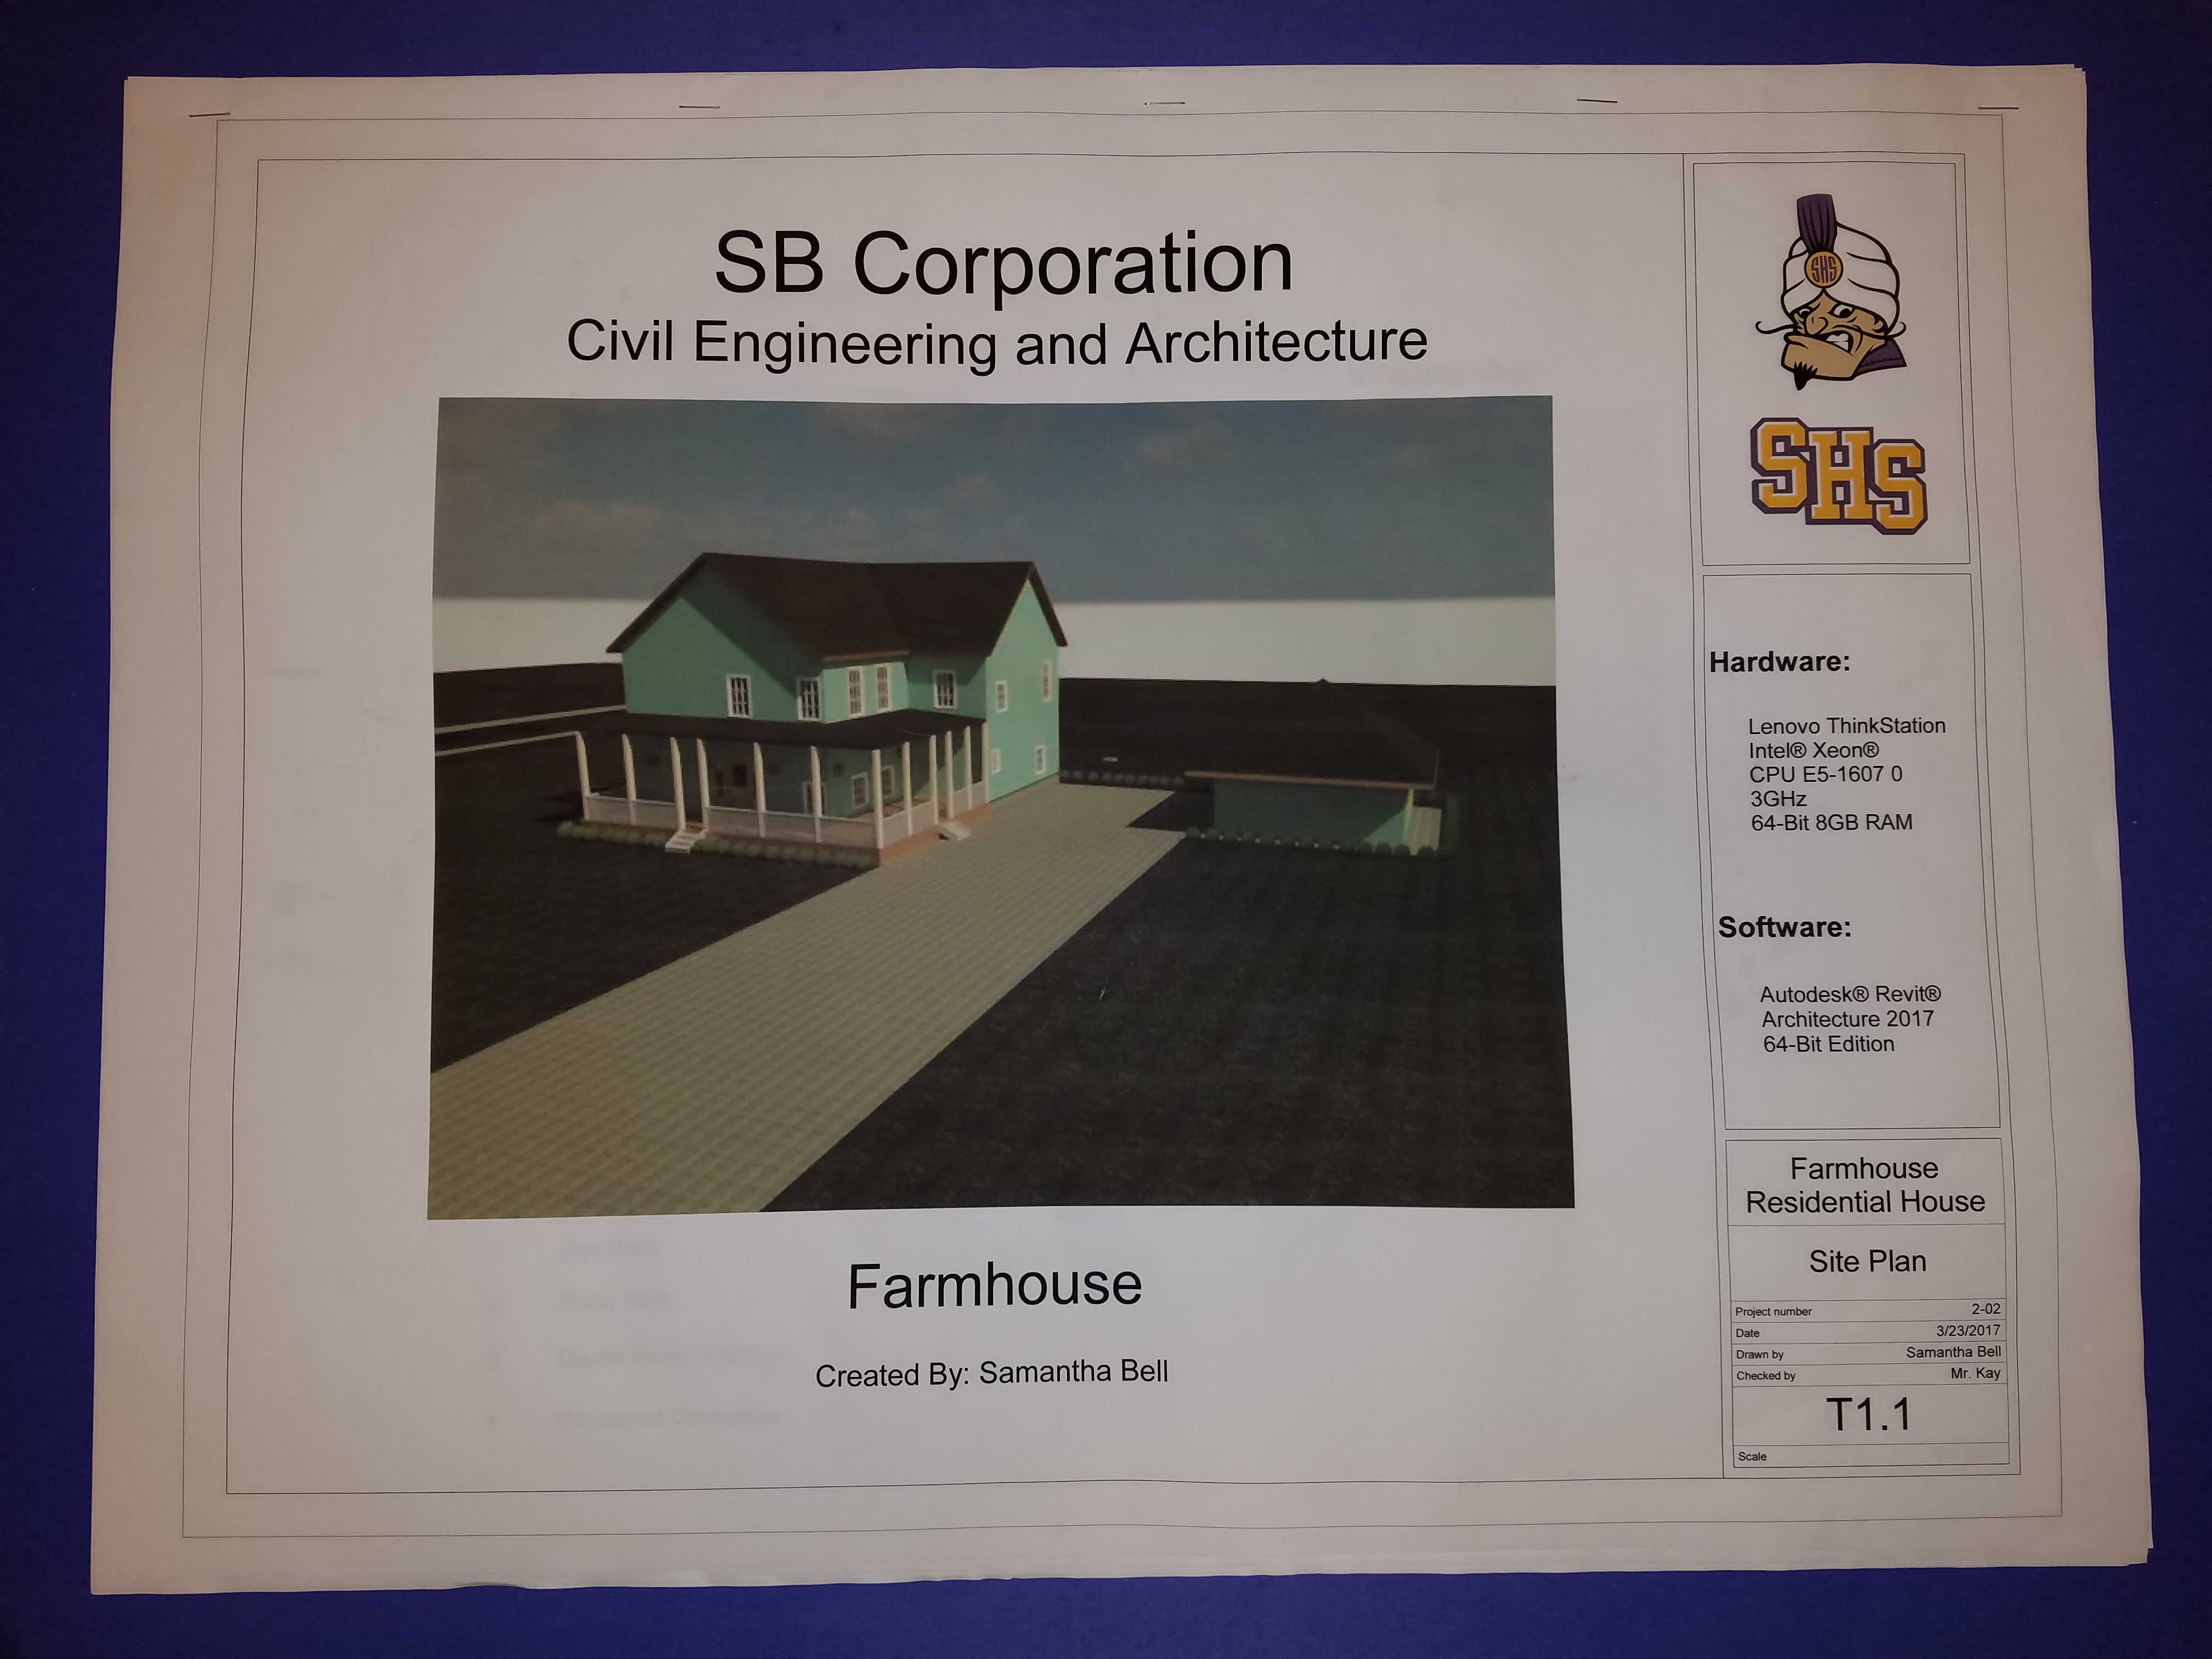 SB Corporation
Civil Engineering and Architecture
Farmhouse
Created By: Samantha Bell
SHS
SHS
Hardware:
Lenovo ThinkStation
Intel® Xeon®
CPU E5-1607 0
3GHz
64-Bit 8GB RAM
Software:
Autodesk® Revit®
Architecture 2017
64-Bit Edition
Farmhouse
Residential House
Site Plan
Project number 2-02
Date 3/23/2017
Drawn by Samantha Bell
Checked by Mr. Kay
T1.1
Scale